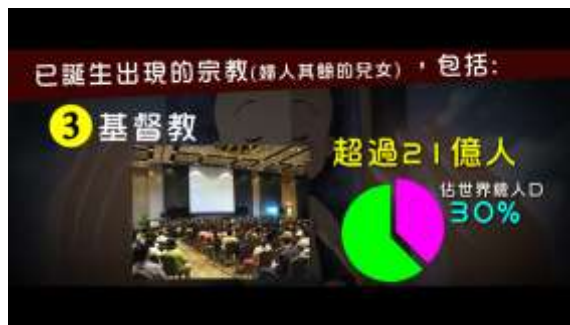 已誕生出現的宗教(婦人其餘的兒女)，包括:
3 基督教
超過21億人
佔世界總人口
30%